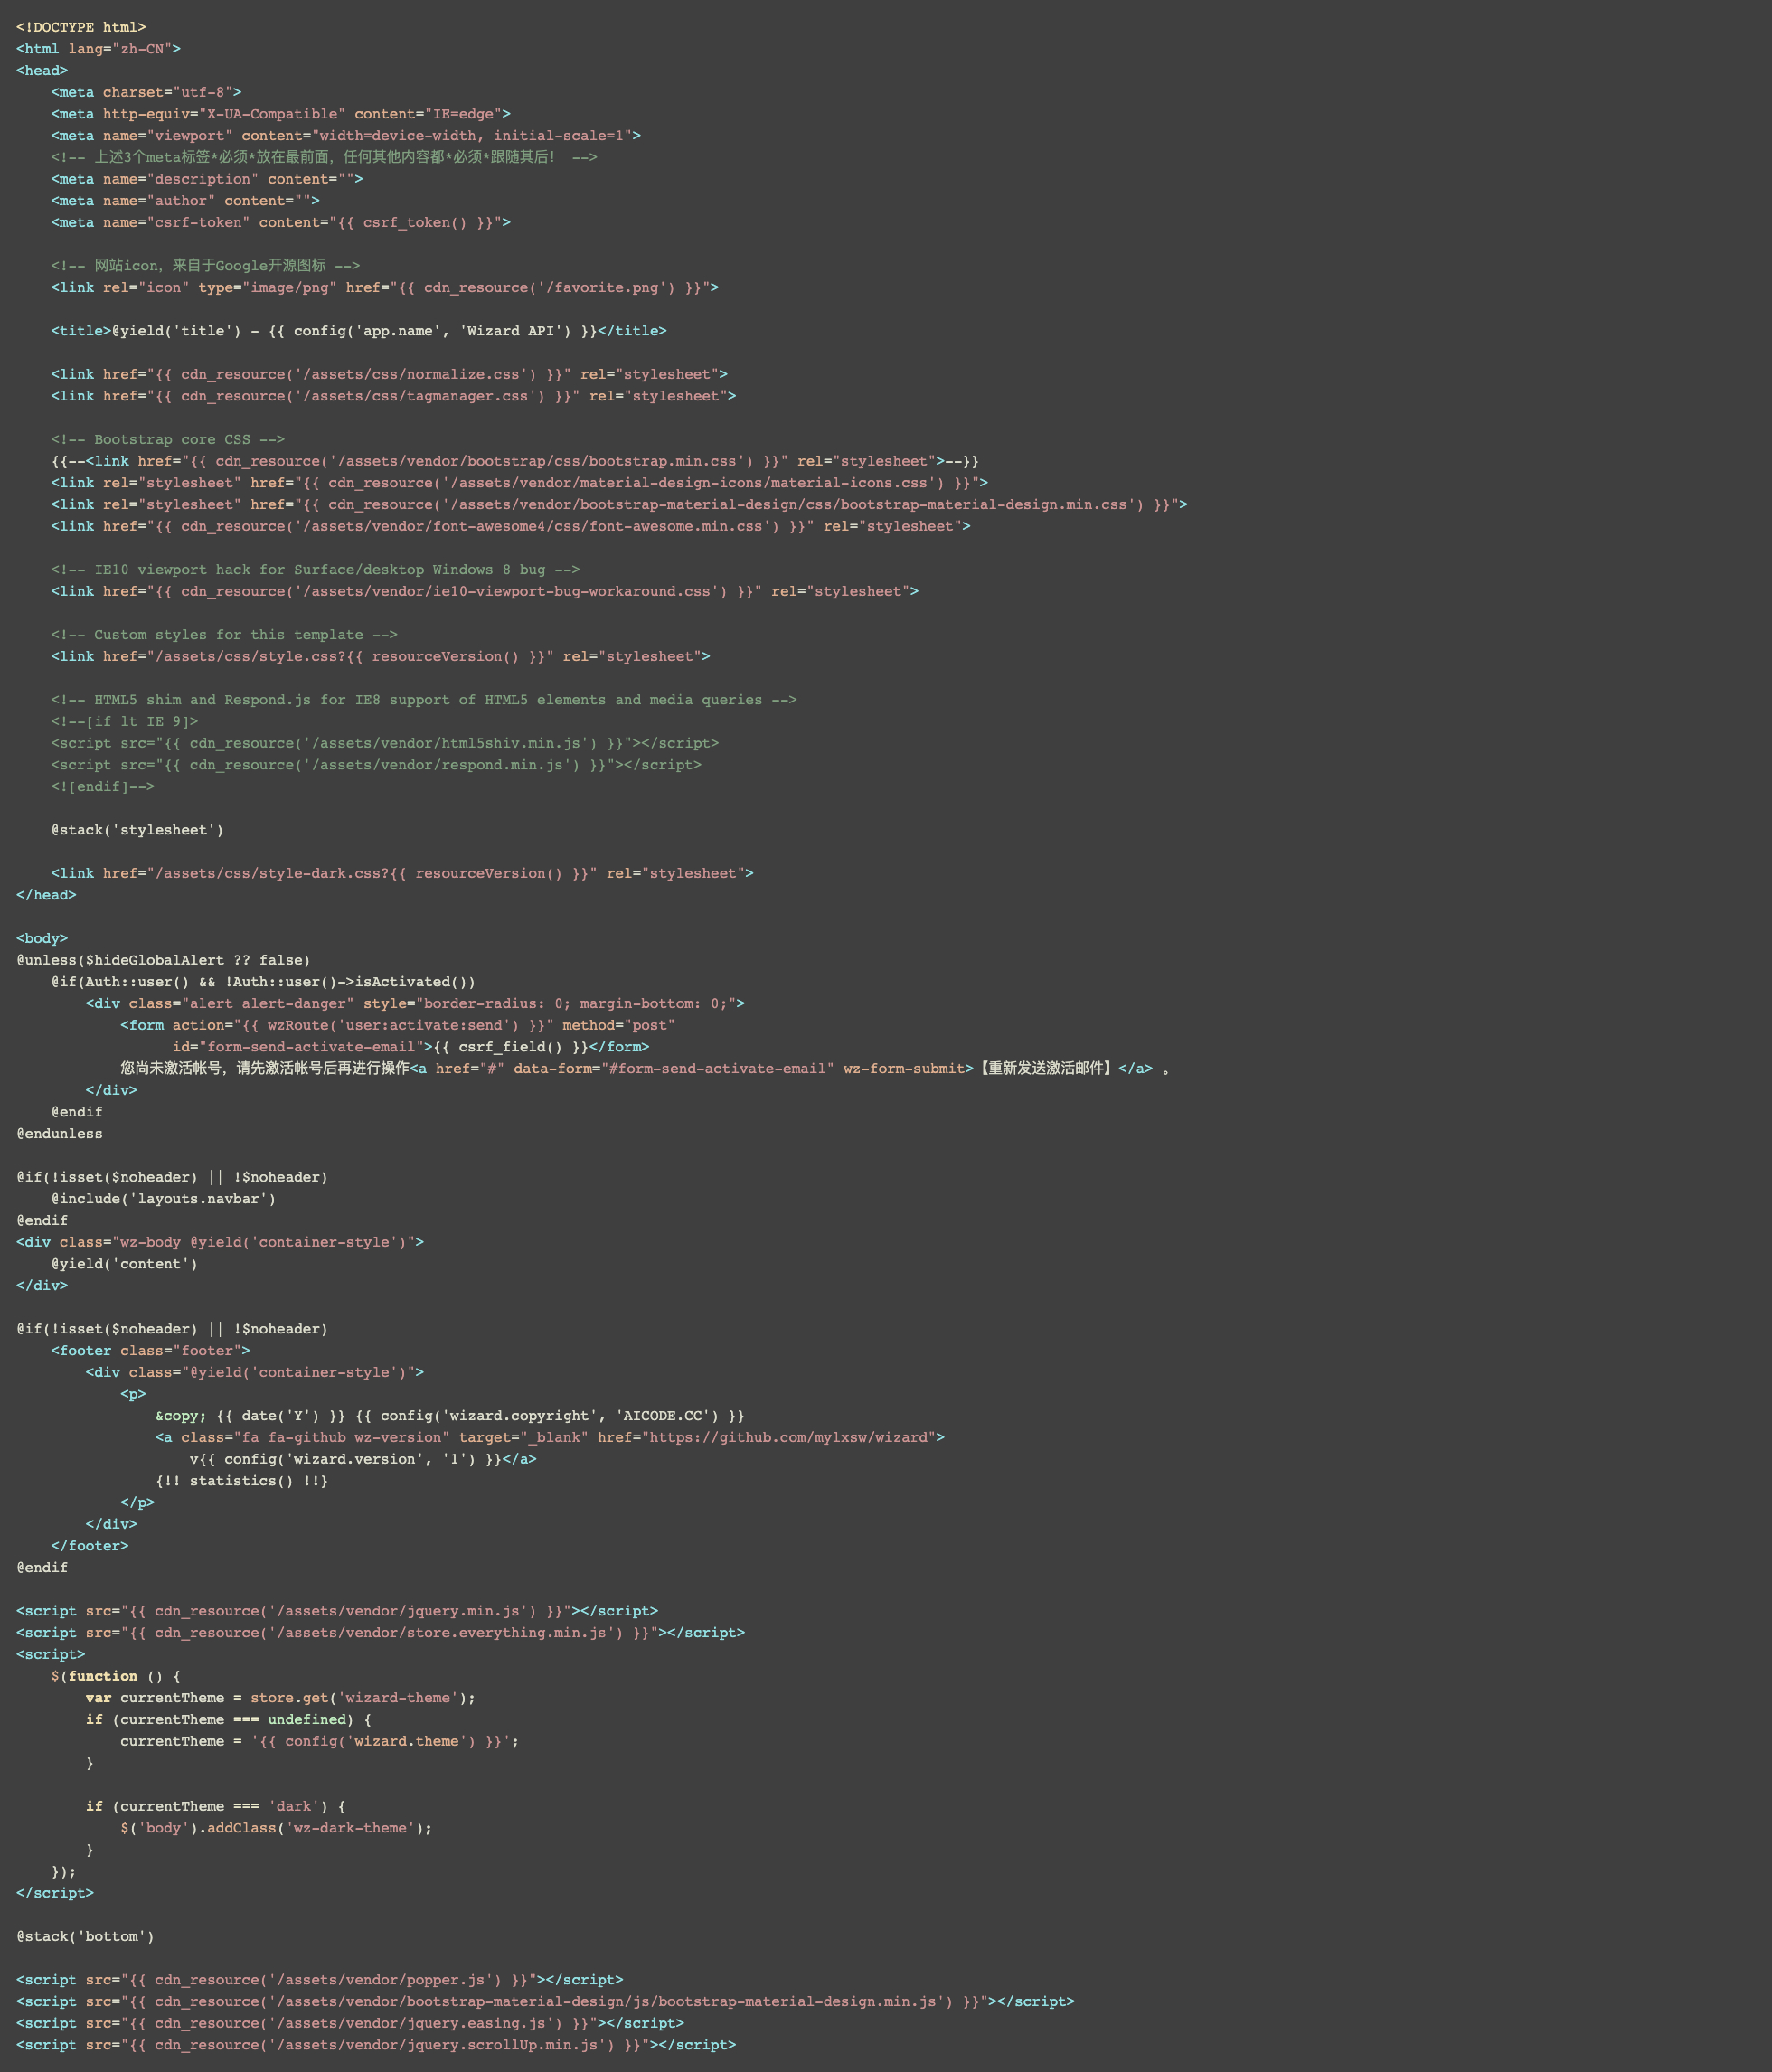 <!DOCTYPE html>
<html lang="zh-CN">
<head>
    <meta charset="utf-8">
    <meta http-equiv="X-UA-Compatible" content="IE=edge">
    <meta name="viewport" content="width=device-width, initial-scale=1">
    <!-- 上述3个meta标签*必须*放在最前面，任何其他内容都*必须*跟随其后！ -->
    <meta name="description" content="">
    <meta name="author" content="">
    <meta name="csrf-token" content="{{ csrf_token() }}">

    <!-- 网站icon，来自于Google开源图标 -->
    <link rel="icon" type="image/png" href="{{ cdn_resource('/favorite.png') }}">

    <title>@yield('title') - {{ config('app.name', 'Wizard API') }}</title>

    <link href="{{ cdn_resource('/assets/css/normalize.css') }}" rel="stylesheet">
    <link href="{{ cdn_resource('/assets/css/tagmanager.css') }}" rel="stylesheet">

    <!-- Bootstrap core CSS -->
    {{--<link href="{{ cdn_resource('/assets/vendor/bootstrap/css/bootstrap.min.css') }}" rel="stylesheet">--}}
    <link rel="stylesheet" href="{{ cdn_resource('/assets/vendor/material-design-icons/material-icons.css') }}">
    <link rel="stylesheet" href="{{ cdn_resource('/assets/vendor/bootstrap-material-design/css/bootstrap-material-design.min.css') }}">
    <link href="{{ cdn_resource('/assets/vendor/font-awesome4/css/font-awesome.min.css') }}" rel="stylesheet">

    <!-- IE10 viewport hack for Surface/desktop Windows 8 bug -->
    <link href="{{ cdn_resource('/assets/vendor/ie10-viewport-bug-workaround.css') }}" rel="stylesheet">

    <!-- Custom styles for this template -->
    <link href="/assets/css/style.css?{{ resourceVersion() }}" rel="stylesheet">

    <!-- HTML5 shim and Respond.js for IE8 support of HTML5 elements and media queries -->
    <!--[if lt IE 9]>
    <script src="{{ cdn_resource('/assets/vendor/html5shiv.min.js') }}"></script>
    <script src="{{ cdn_resource('/assets/vendor/respond.min.js') }}"></script>
    <![endif]-->

    @stack('stylesheet')

    <link href="/assets/css/style-dark.css?{{ resourceVersion() }}" rel="stylesheet">
</head>

<body>
@unless($hideGlobalAlert ?? false)
    @if(Auth::user() && !Auth::user()->isActivated())
        <div class="alert alert-danger" style="border-radius: 0; margin-bottom: 0;">
            <form action="{{ wzRoute('user:activate:send') }}" method="post"
                  id="form-send-activate-email">{{ csrf_field() }}</form>
            您尚未激活帐号，请先激活帐号后再进行操作<a href="#" data-form="#form-send-activate-email" wz-form-submit>【重新发送激活邮件】</a> 。
        </div>
    @endif
@endunless

@if(!isset($noheader) || !$noheader)
    @include('layouts.navbar')
@endif
<div class="wz-body @yield('container-style')">
    @yield('content')
</div>

@if(!isset($noheader) || !$noheader)
    <footer class="footer">
        <div class="@yield('container-style')">
            <p>
                &copy; {{ date('Y') }} {{ config('wizard.copyright', 'AICODE.CC') }}
                <a class="fa fa-github wz-version" target="_blank" href="https://github.com/mylxsw/wizard">
                    v{{ config('wizard.version', '1') }}</a>
                {!! statistics() !!}
            </p>
        </div>
    </footer>
@endif

<script src="{{ cdn_resource('/assets/vendor/jquery.min.js') }}"></script>
<script src="{{ cdn_resource('/assets/vendor/store.everything.min.js') }}"></script>
<script>
    $(function () {
        var currentTheme = store.get('wizard-theme');
        if (currentTheme === undefined) {
            currentTheme = '{{ config('wizard.theme') }}';
        }

        if (currentTheme === 'dark') {
            $('body').addClass('wz-dark-theme');
        }
    });
</script>

@stack('bottom')

<script src="{{ cdn_resource('/assets/vendor/popper.js') }}"></script>
<script src="{{ cdn_resource('/assets/vendor/bootstrap-material-design/js/bootstrap-material-design.min.js') }}"></script>
<script src="{{ cdn_resource('/assets/vendor/jquery.easing.js') }}"></script>
<script src="{{ cdn_resource('/assets/vendor/jquery.scrollUp.min.js') }}"></script>